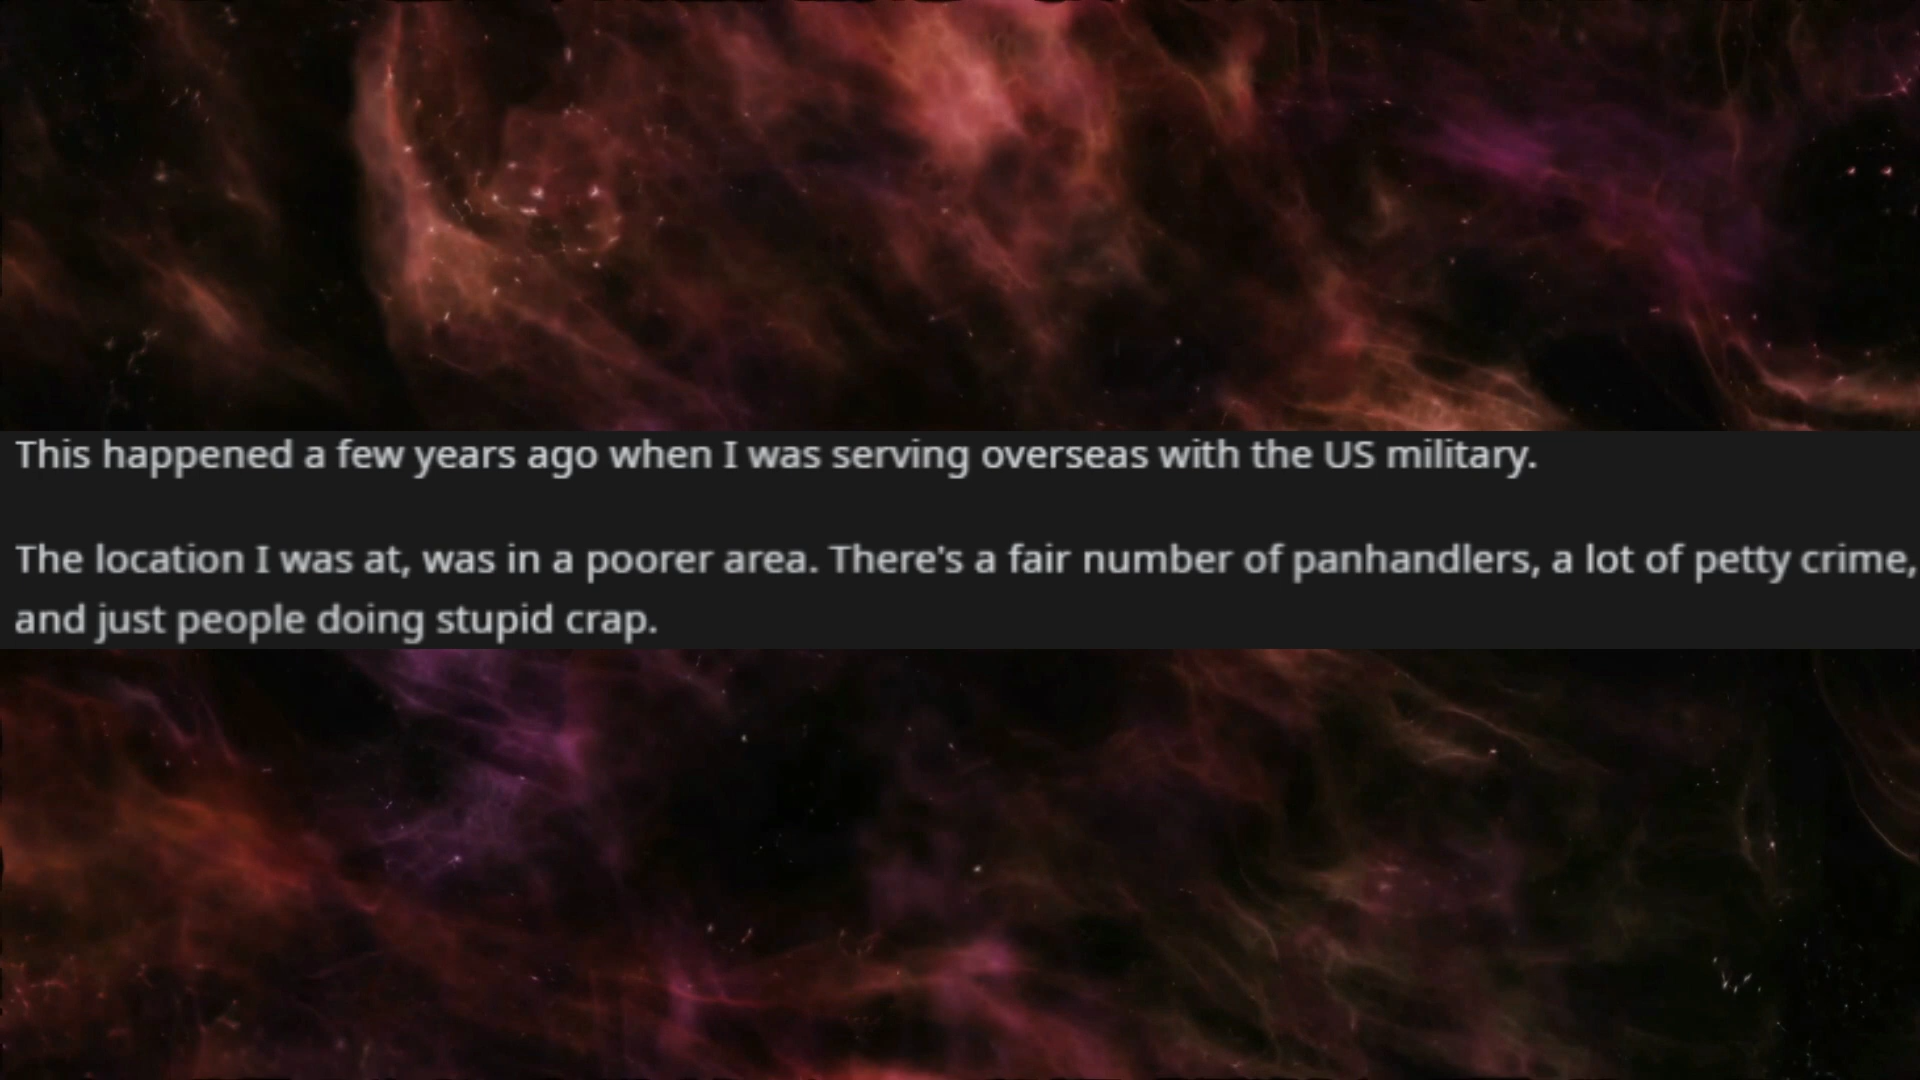 This happened a few years ago when I was serving overseas with the US military.
The location I was at, was in a poorer area. There's a fair number of panhandlers, a lot of petty crime,
and just people doing stupid crap.